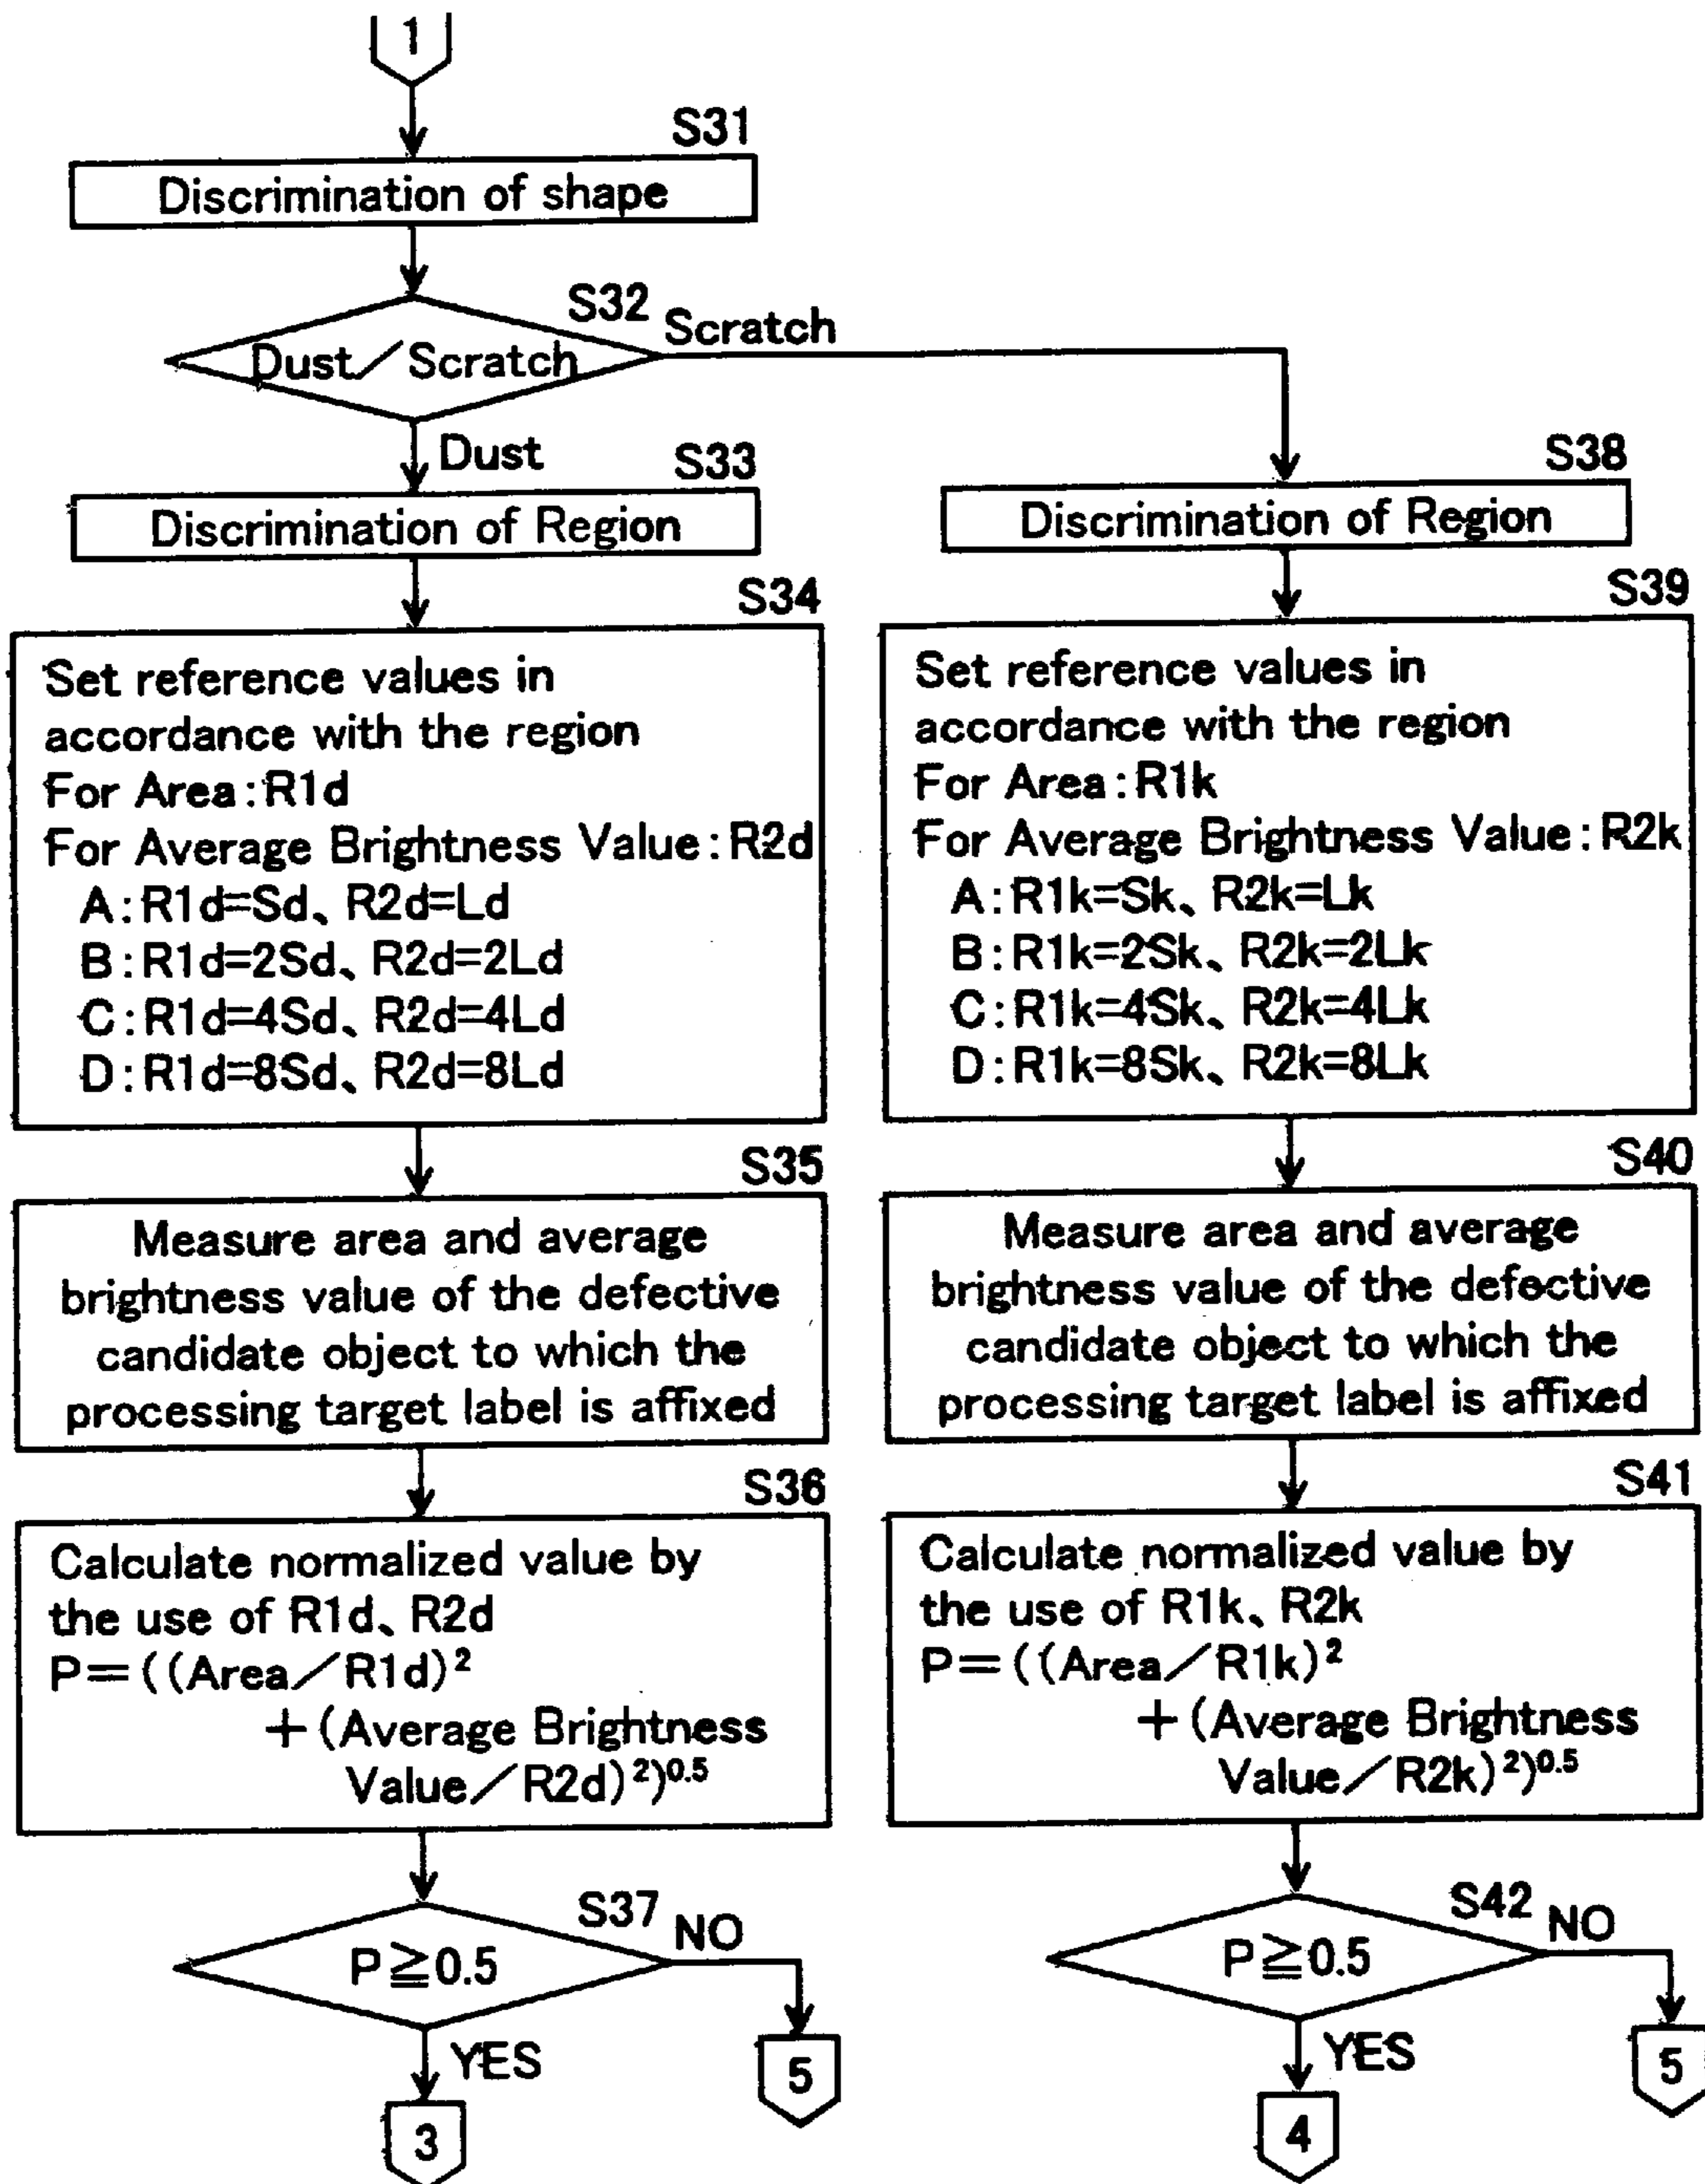 1
S31
Discrimination of shape
S32
Scratch
Dust／Scratch
Dust
S33
Discrimination of Region
S34
Set reference values in
accordance with the region
For Area:R1d
For Average Brightness Value:R2d
A:R1d=Sd、R2d=Ld
B:R1d=2Sd、R2d=2Ld
C:R1d=4Sd、R2d=4Ld
D:R1d=8Sd、R2d=8Ld
S35
Measure area and average
brightness value of the defective
candidate object to which the
processing target label is affixed
S36
Calculate normalized value by
the use of R1d、R2d
P=((Area／R1d)²
+(Average Brightness
Value／R2d)²)⁰·⁵
S37
NO
P≧0.5
YES
5
3
S38
Discrimination of Region
S39
Set reference values in
accordance with the region
For Area:R1k
For Average Brightness Value:R2k
A:R1k=Sk、R2k=Lk
B:R1k=2Sk、R2k=2Lk
C:R1k=4Sk、R2k=4Lk
D:R1k=8Sk、R2k=8Lk
S40
Measure area and average
brightness value of the defective
candidate object to which the
processing target label is affixed
S41
Calculate normalized value by
the use of R1k、R2k
P=((Area／R1k)²
+(Average Brightness
Value／R2k)²)⁰·⁵
S42
NO
P≧0.5
YES
5
4